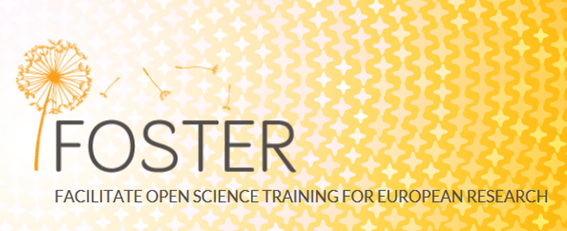 FOSTER
FACILITATE OPEN SCIENCE TRAINING FOR EUROPEAN RESEARCH